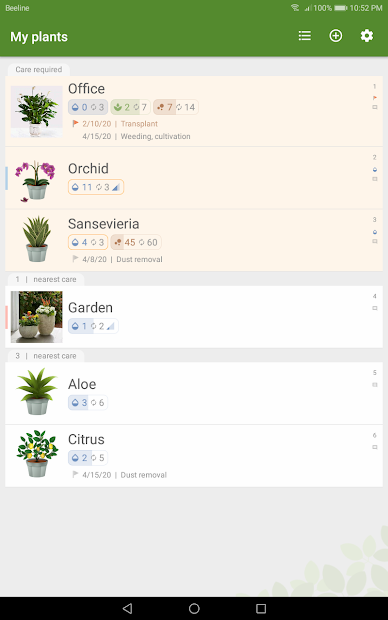 Beeline 100% 10:52 PM
My plants
Care required
Office 1
0 3 2 7 7 14
2/10/20 | Transplant
4/15/20 | Weeding, cultivation
Orchid 2
11 3
Sansevieria 3
4 3 45 60
4/8/20 | Dust removal
1 | nearest care
Garden 4
1 2
3 | nearest care
Aloe 5
3 6
Citrus 6
2 5
4/15/20 | Dust removal